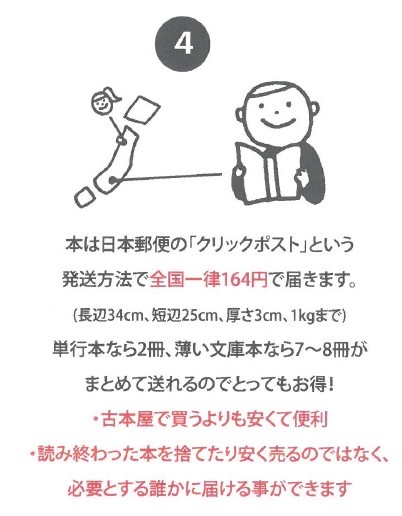 4
本は日本郵便の「クリックポスト」という
発送方法で全国一律164円で届きます。
(長辺34cm、短辺25cm、厚さ3cm、1kgまで)
単行本なら2冊、薄い文庫本なら7〜8冊が
まとめて送れるのでとってもお得！
・古本屋で買うよりも安くて便利
・読み終わった本を捨てたり安く売るのではなく、
必要とする誰かに届ける事ができます